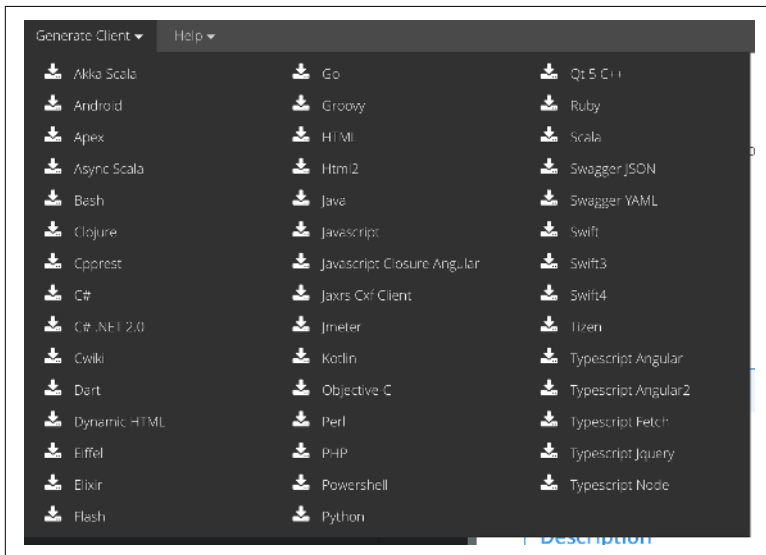 Generate Client Help
Akka Scala
Android
Apex
Async Scala
Bash
Clojure
Cpprest
C#
C# .NET 2.0
Cwiki
Dart
Dynamic HTML
Eiffel
Elixir
Flash
Go
Groovy
HTML
Html2
Java
Javascript
Javascript Closure Angular
Jaxrs Cxf Client
Jmeter
Kotlin
Objective-C
Perl
PHP
Powershell
Python
Qt 5 C++
Ruby
Scala
Swagger JSON
Swagger YAML
Swift
Swift3
Swift4
Tizen
Typescript Angular
Typescript Angular2
Typescript Fetch
Typescript Jquery
Typescript Node
Description